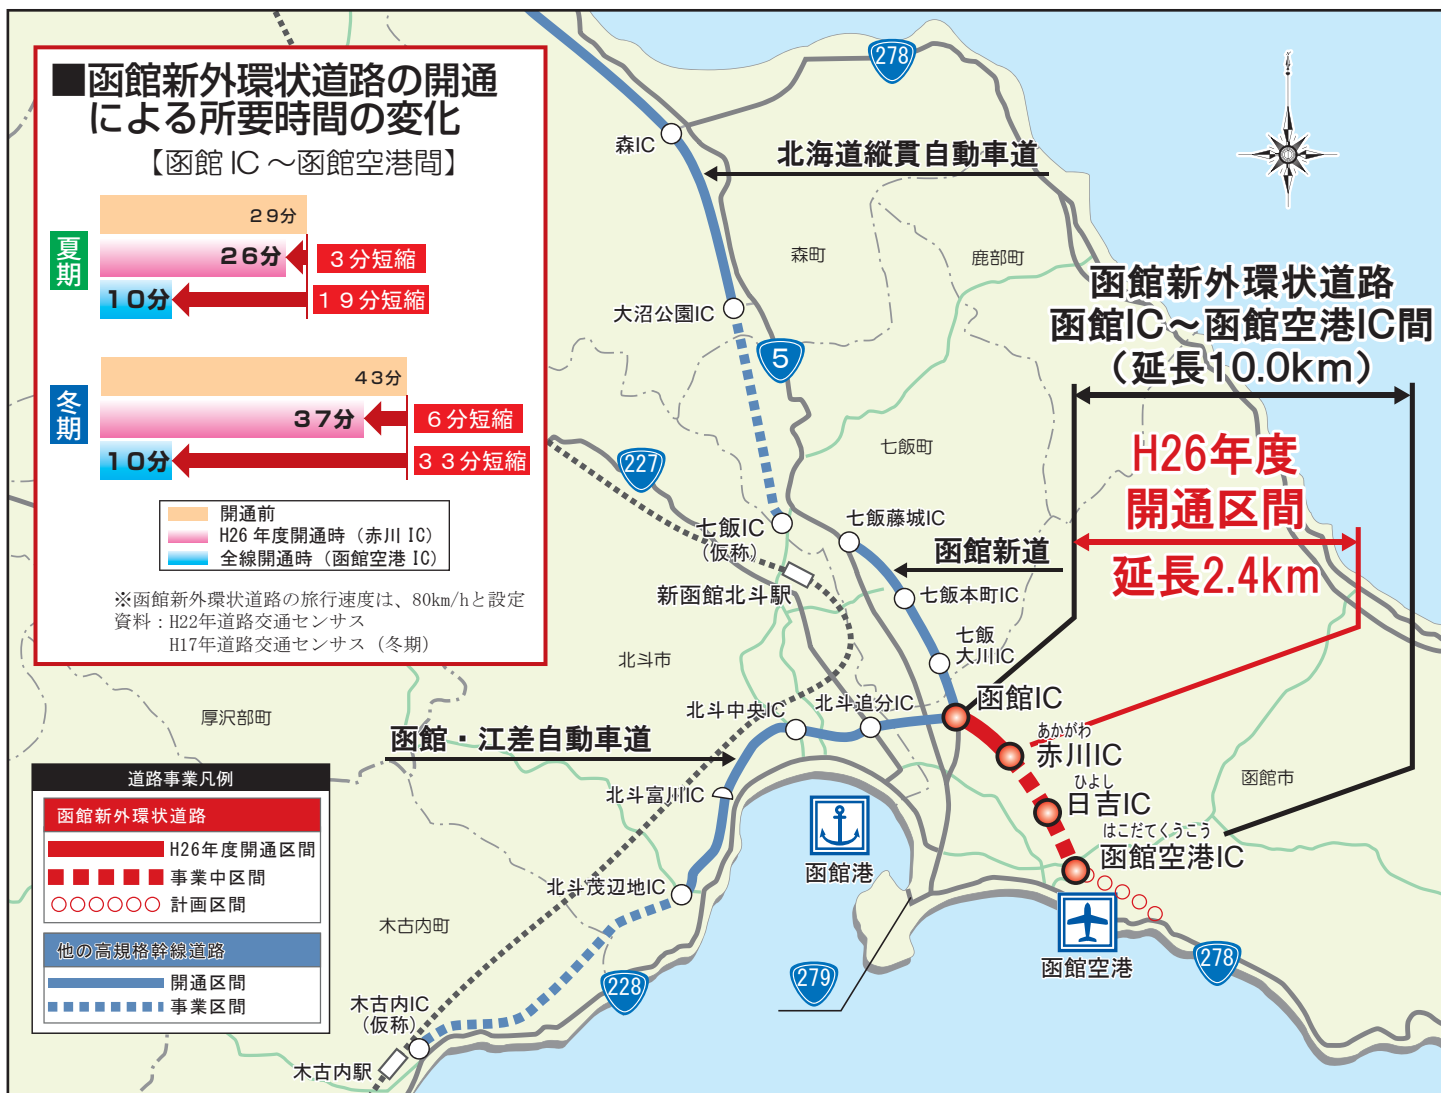 ■函館新外環状道路の開通
による所要時間の変化
【函館 IC ～函館空港間】
夏期
29分
26分
3分短縮
10分
19分短縮
冬期
43分
37分
6分短縮
10分
33分短縮
開通前
H26 年度開通時（赤川 IC）
全線開通時（函館空港 IC）
※函館新外環状道路の旅行速度は、80km/hと設定
資料：H22年道路交通センサス
H17年道路交通センサス（冬期）
278
森IC
北海道縦貫自動車道
森町
鹿部町
大沼公園IC
5
函館新外環状道路
函館IC～函館空港IC間
（延長10.0km）
H26年度
開通区間
延長2.4km
七飯町
227
七飯IC
（仮称）
七飯藤城IC
函館新道
新函館北斗駅
七飯本町IC
七飯
大川IC
北斗市
厚沢部町
北斗中央IC
北斗追分IC
函館IC
函館・江差自動車道
あかがわ
赤川IC
ひよし
日吉IC
函館市
はこだてくうこう
函館空港IC
北斗富川IC
函館港
北斗茂辺地IC
木古内町
函館空港
278
279
228
木古内IC
（仮称）
木古内駅
道路事業凡例
函館新外環状道路
H26年度開通区間
事業中区間
計画区間
他の高規格幹線道路
開通区間
事業区間